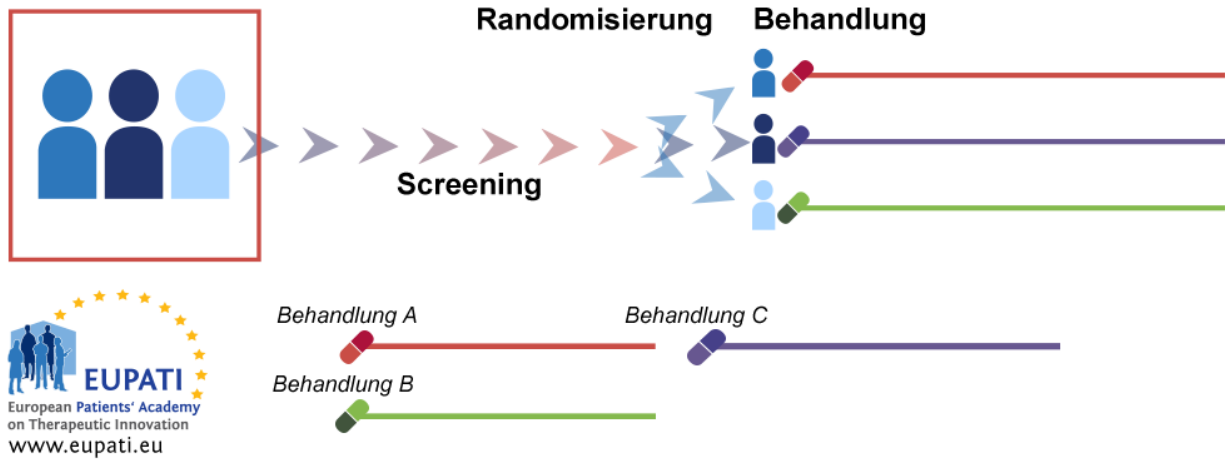 Randomisierung
Behandlung
Screening
Behandlung A
Behandlung C
Behandlung B
EUPATI
European Patients' Academy
on Therapeutic Innovation
www.eupati.eu